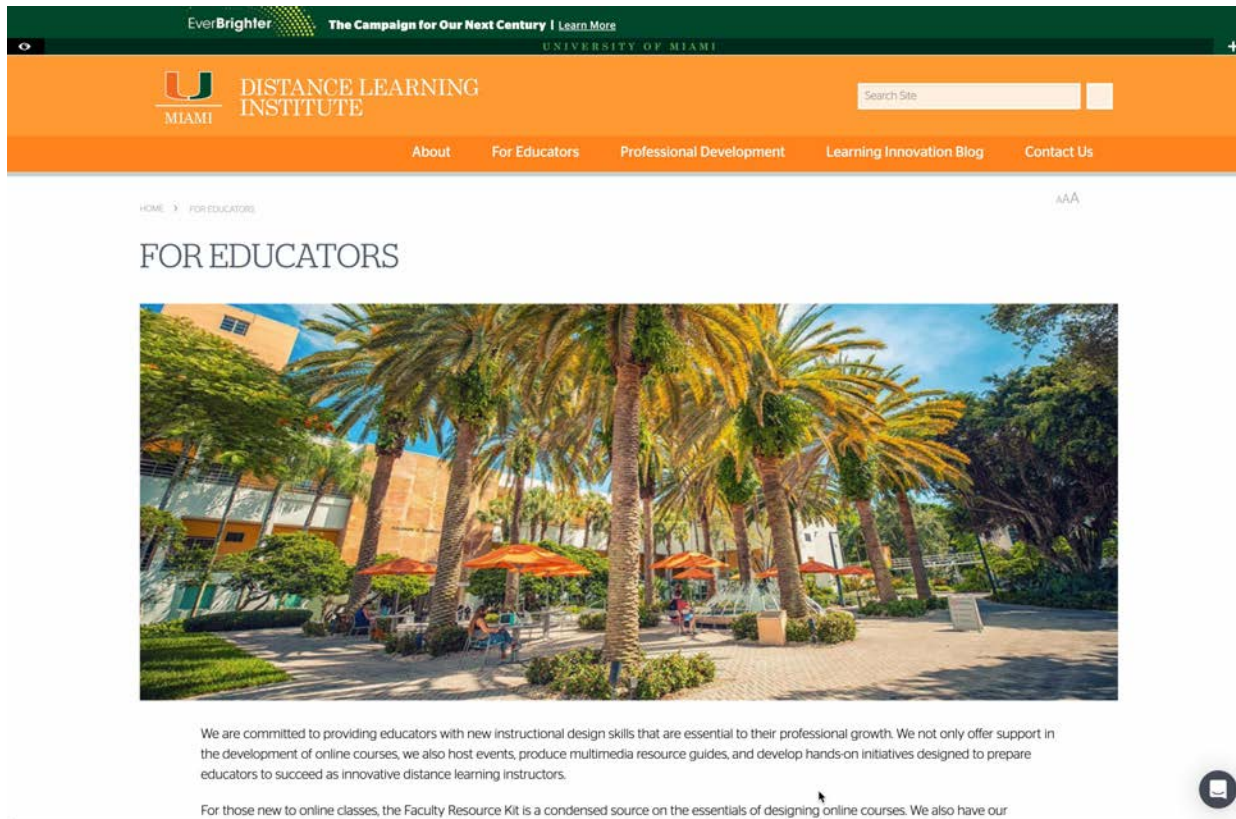 EverBrighter The Campaign for Our Next Century | Learn More
UNIVERSITY OF MIAMI
MIAMI
DISTANCE LEARNING
INSTITUTE
Search Site
About For Educators Professional Development Learning Innovation Blog Contact Us
HOME > FOR EDUCATORS
AAA
FOR EDUCATORS
We are committed to providing educators with new instructional design skills that are essential to their professional growth. We not only offer support in
the development of online courses, we also host events, produce multimedia resource guides, and develop hands-on initiatives designed to prepare
educators to succeed as innovative distance learning instructors.
For those new to online classes, the Faculty Resource Kit is a condensed source on the essentials of designing online courses. We also have our